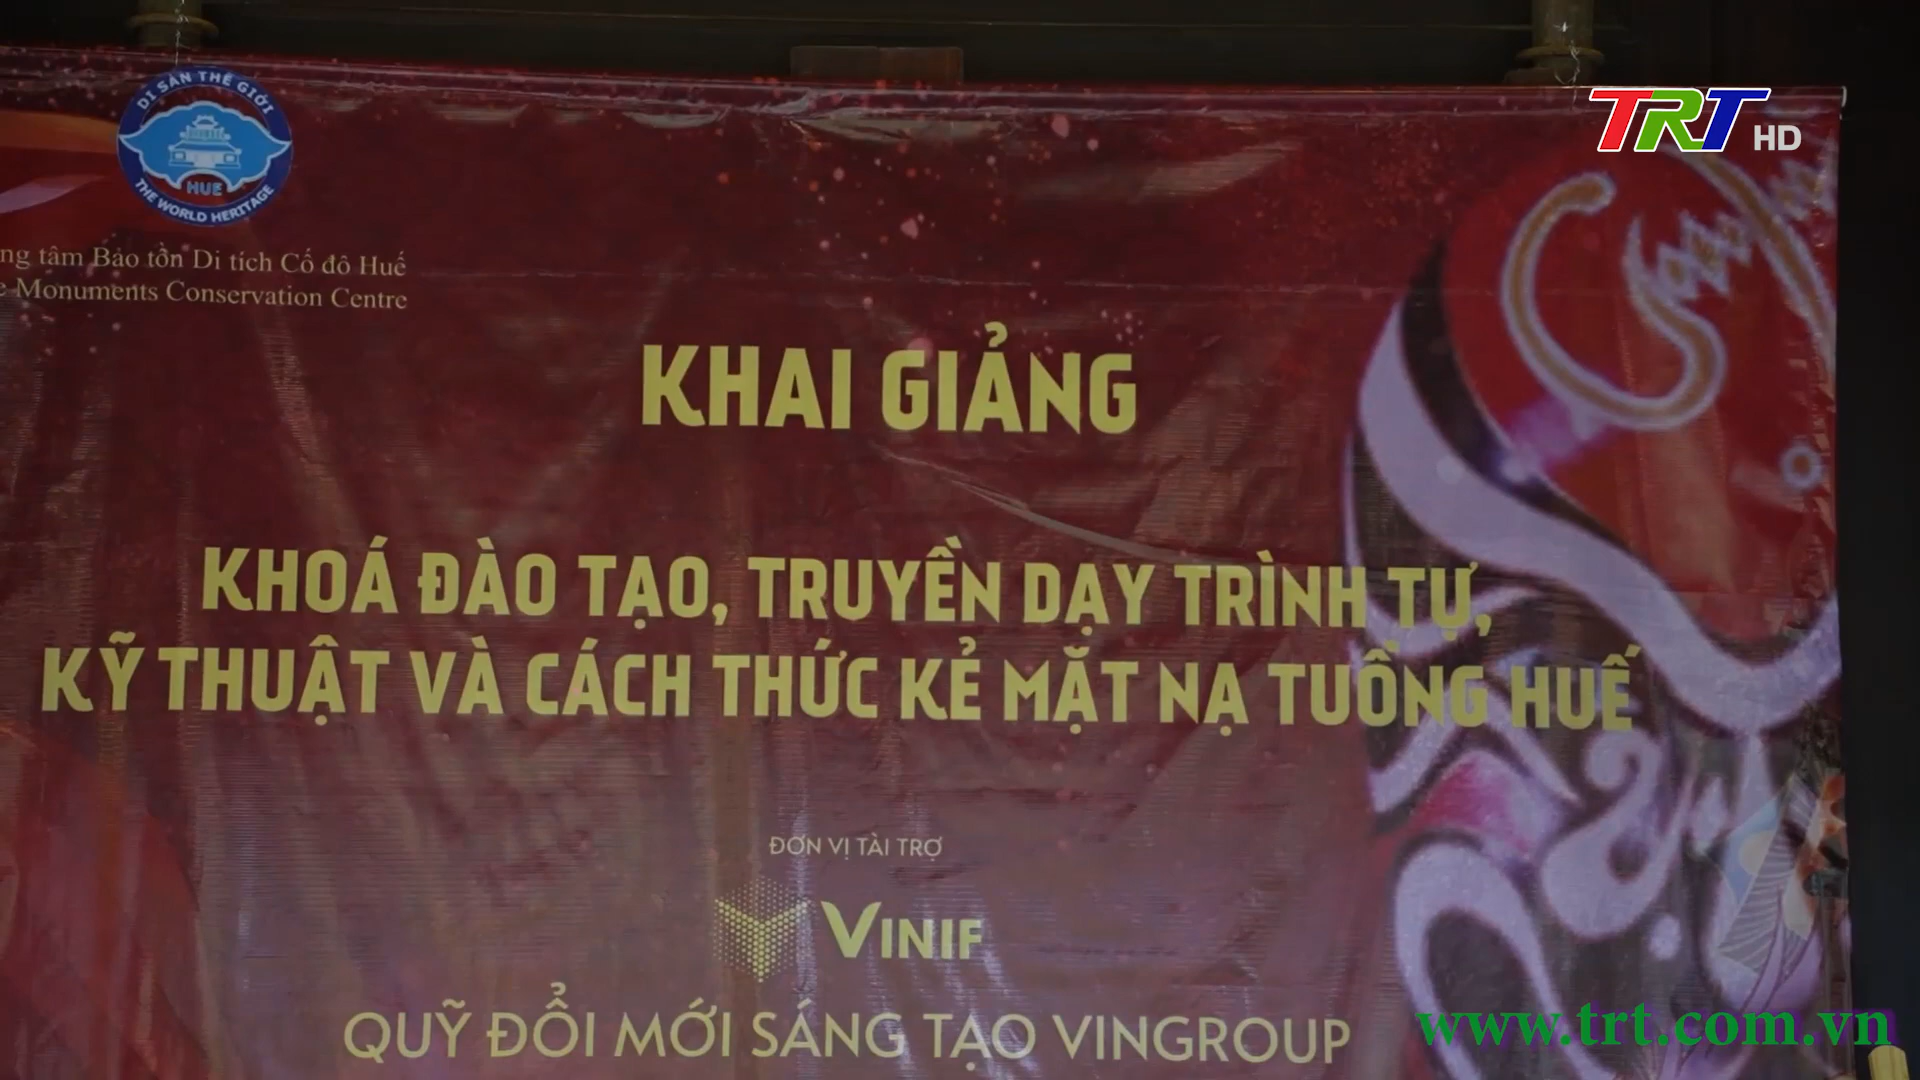 TRT HD
DI SẢN THẾ GIỚI
HUE
THE WORLD HERITAGE
tâm Bảo tồn Di tích Cố đô Huế
Monuments Conservation Centre
KHAI GIẢNG
KHOÁ ĐÀO TẠO, TRUYỀN DẠY TRÌNH TỰ,
KỸ THUẬT VÀ CÁCH THỨC KẺ MẶT NẠ TUỒNG HUẾ
ĐƠN VỊ TÀI TRỢ
VINIF
QUỸ ĐỔI MỚI SÁNG TẠO VINGROUP
www.trt.com.vn